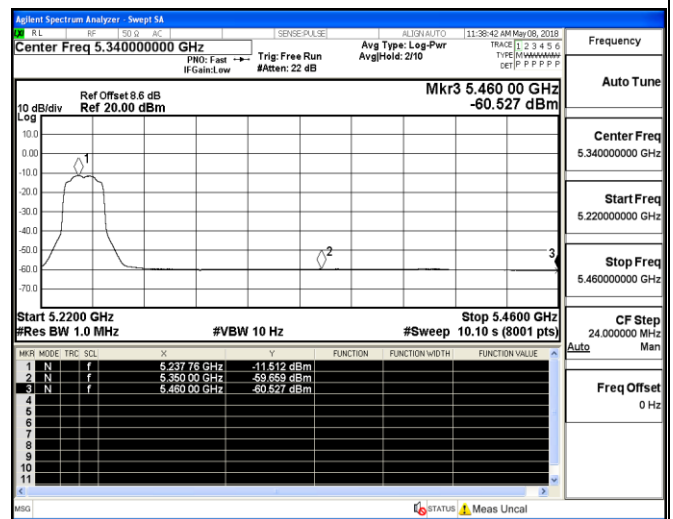 Agilent Spectrum Analyzer - Swept SA
RL RF 50 Ω AC SENSE:PULSE ALIGN AUTO 11:38:42 AM May 08, 2018
Center Freq 5.340000000 GHz
PNO: Fast
IFGain:Low
Trig: Free Run
#Atten: 22 dB
Avg Type: Log-Pwr
Avg|Hold: 2/10
TRACE 1 2 3 4 5 6
TYPE M
DET P P P P P P
Mkr3 5.460 00 GHz
-60.527 dBm
Ref Offset 8.6 dB
10 dB/div Ref 20.00 dBm
Log
10.0
0.00
-10.0
-20.0
-30.0
-40.0
-50.0
-60.0
-70.0
1
2
3
Start 5.2200 GHz Stop 5.4600 GHz
#Res BW 1.0 MHz #VBW 10 Hz #Sweep 10.10 s (8001 pts)
MKR MODE TRC SCL X Y FUNCTION FUNCTION WIDTH FUNCTION VALUE
1 N f 5.237 76 GHz -11.512 dBm
2 N f 5.350 00 GHz -59.659 dBm
3 N f 5.460 00 GHz -60.527 dBm
4
5
6
7
8
9
10
11
MSG STATUS Meas Uncal
Frequency
Auto Tune
Center Freq
5.340000000 GHz
Start Freq
5.220000000 GHz
Stop Freq
5.460000000 GHz
CF Step
24.000000 MHz
Auto Man
Freq Offset
0 Hz